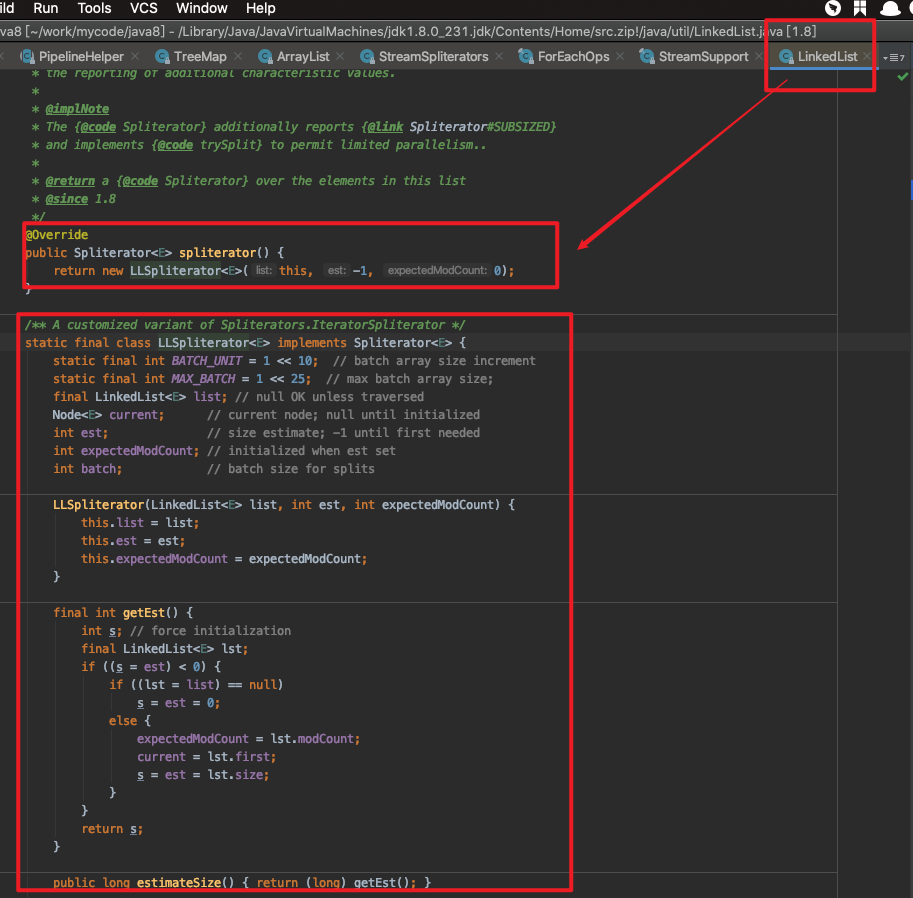 ild Run Tools VCS Window Help
va8 [~/work/mycode/java8] - /Library/Java/JavaVirtualMachines/jdk1.8.0_231.jdk/Contents/Home/src.zip!/java/util/LinkedList.java [1.8]
PipelineHelper × TreeMap × ArrayList × StreamSpliterators × ForEachOps × StreamSupport × LinkedList × 7
* the reporting of additional characteristic values.
*
* @implNote
* The {@code Spliterator} additionally reports {@link Spliterator#SUBSIZED}
* and implements {@code trySplit} to permit limited parallelism..
*
* @return a {@code Spliterator} over the elements in this list
* @since 1.8
*/
@Override
public Spliterator<E> spliterator() {
return new LLSpliterator<E>( list: this, est: -1, expectedModCount: 0);
}
/** A customized variant of Spliterators.IteratorSpliterator */
static final class LLSpliterator<E> implements Spliterator<E> {
static final int BATCH_UNIT = 1 << 10; // batch array size increment
static final int MAX_BATCH = 1 << 25; // max batch array size;
final LinkedList<E> list; // null OK unless traversed
Node<E> current; // current node; null until initialized
int est; // size estimate; -1 until first needed
int expectedModCount; // initialized when est set
int batch; // batch size for splits
LLSpliterator(LinkedList<E> list, int est, int expectedModCount) {
this.list = list;
this.est = est;
this.expectedModCount = expectedModCount;
}
final int getEst() {
int s; // force initialization
final LinkedList<E> lst;
if ((s = est) < 0) {
if ((lst = list) == null)
s = est = 0;
else {
expectedModCount = lst.modCount;
current = lst.first;
s = est = lst.size;
}
}
return s;
}
public long estimateSize() { return (long) getEst(); }